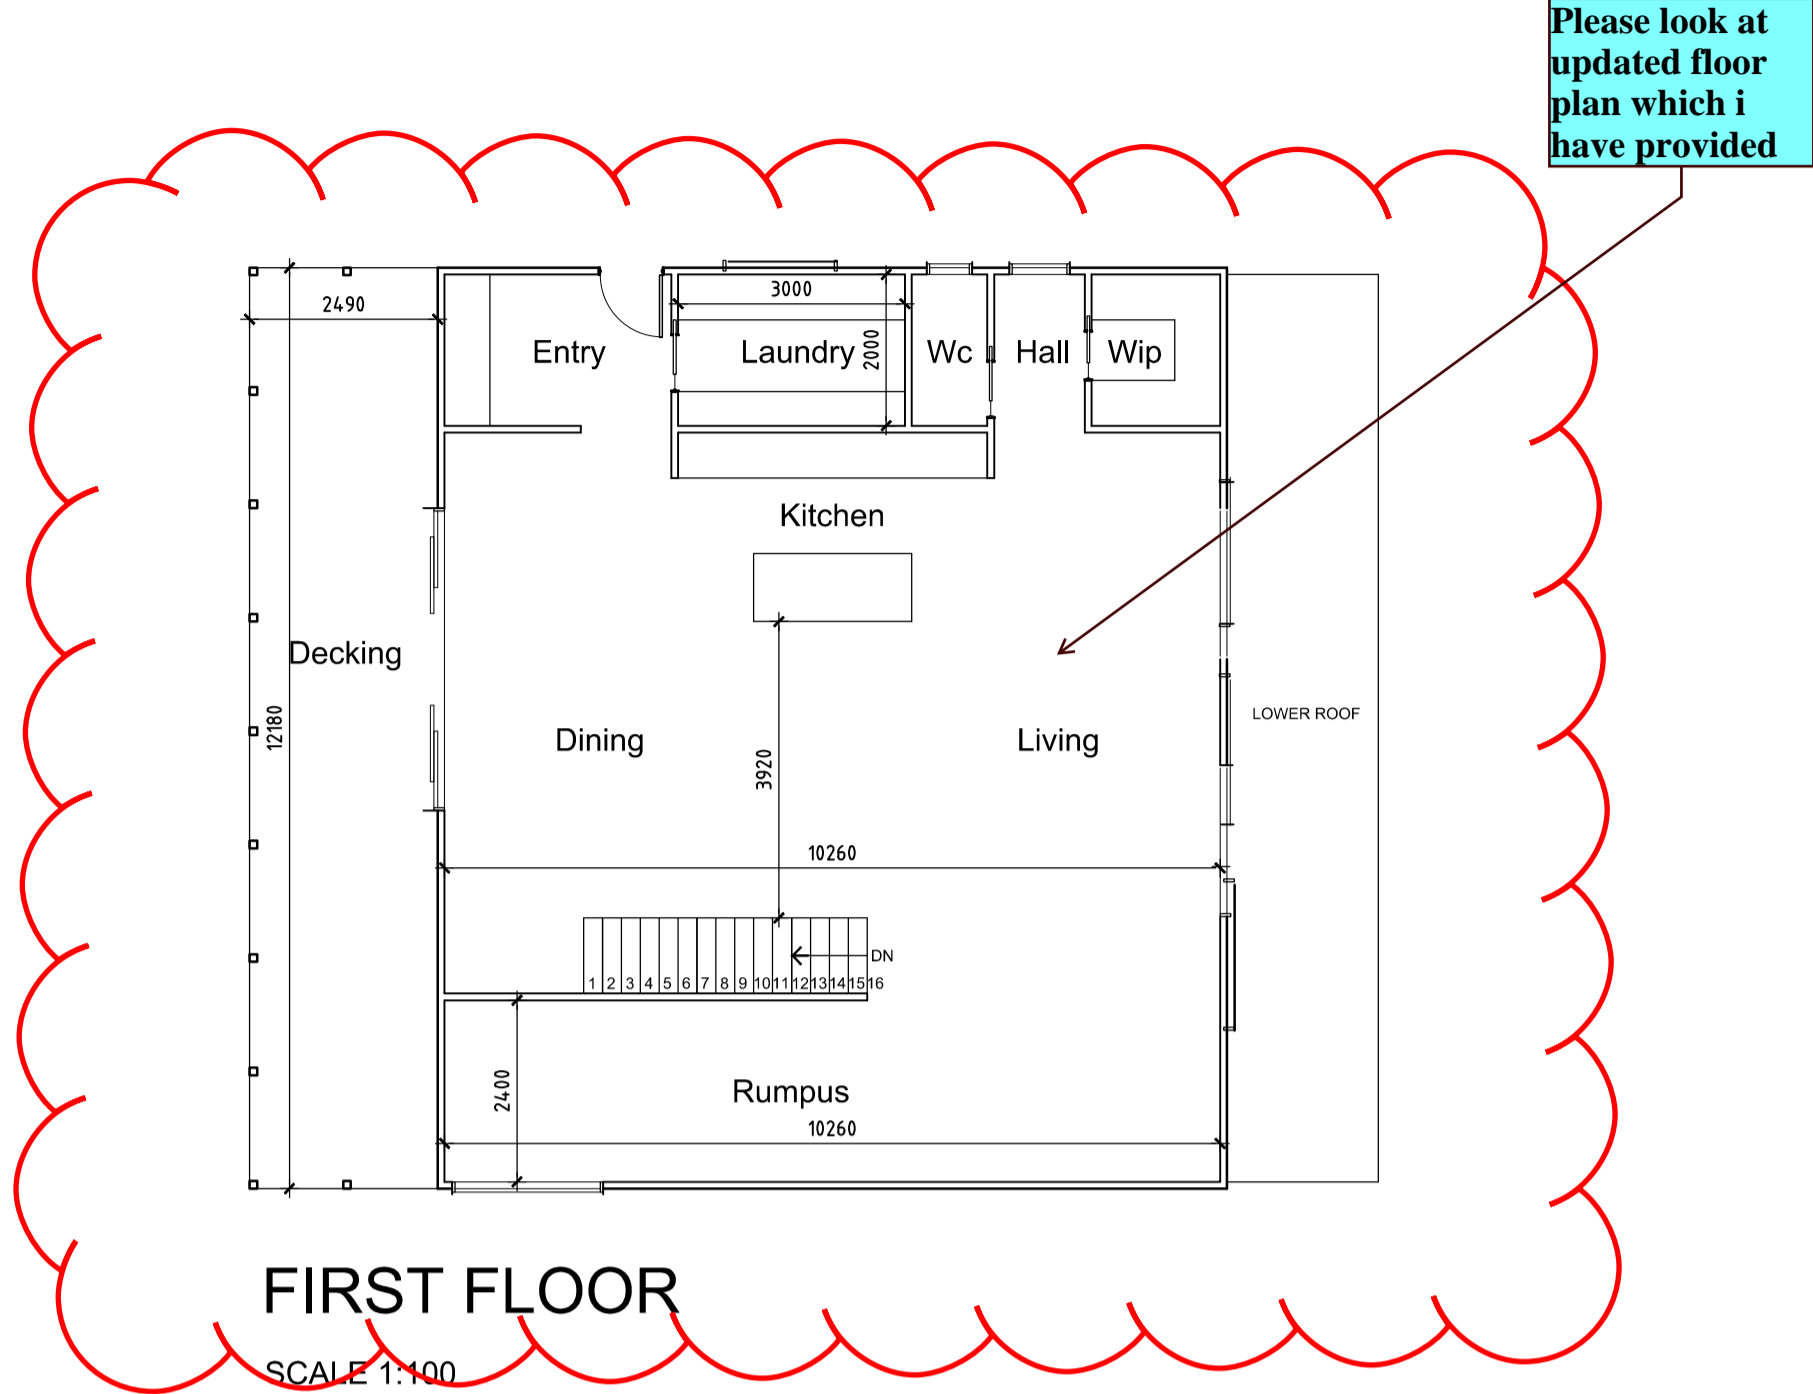 Please look at
updated floor
plan which i
have provided
2490
3000
Entry
Laundry
2000
Wc
Hall
Wip
Kitchen
Decking
12180
Dining
3920
Living
LOWER ROOF
10260
DN
1 2 3 4 5 6 7 8 9 10 11 12 13 14 15 16
2400
Rumpus
10260
FIRST FLOOR
SCALE 1:100